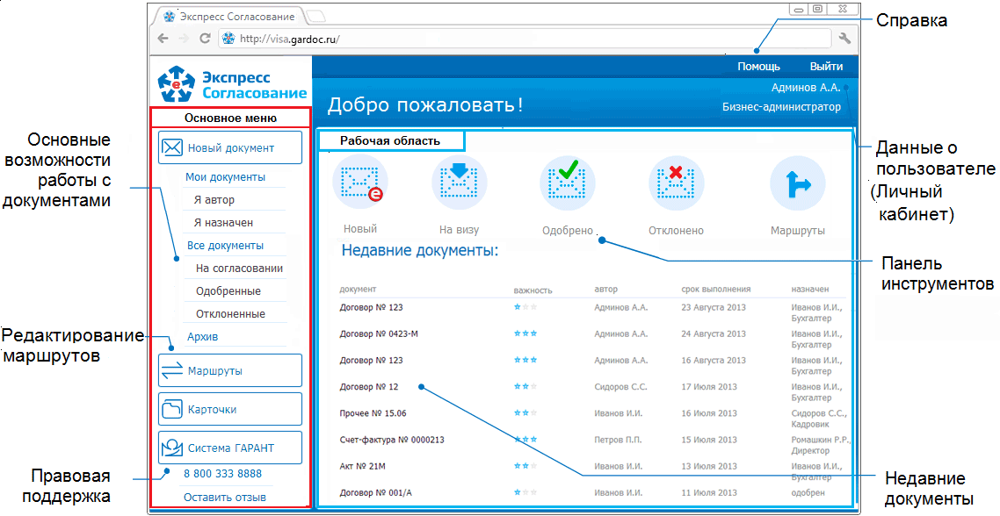 Экспресс Согласование
http://visa.gardoc.ru/
Справка
Помощь
Выйти
Экспресс
Согласование
e
Админов А.А.
Бизнес-администратор
Добро пожаловать!
Основное меню
Основные
возможности
работы с
документами
Новый документ
Мои документы
Я автор
Я назначен
Все документы
На согласовании
Одобренные
Отклоненные
Архив
Редактирование
маршрутов
Маршруты
Карточки
Система ГАРАНТ
8 800 333 8888
Оставить отзыв
Правовая
поддержка
Рабочая область
e
Новый
На визу
Одобрено
Отклонено
Маршруты
Данные о
пользователе
(Личный
кабинет)
Панель
инструментов
Недавние документы:
документ важность автор срок выполнения назначен
Договор № 123 Админов А.А. 23 Августа 2013 Иванов И.И.,
Бухгалтер
Договор № 0423-М Админов А.А. 24 Августа 2013 Иванов И.И.,
Бухгалтер
Договор № 123 Админов А.А. 16 Августа 2013 Иванов И.И.,
Бухгалтер
Договор № 12 Сидоров С.С. 17 Июля 2013 Иванов И.И.,
Бухгалтер
Прочее № 15.06 Иванов И.И. 16 Июля 2013 Сидоров С.С.,
Кадровик
Счет-фактура № 0000213 Петров П.П. 15 Июля 2013 Ромашкин Р.Р.,
Директор
Акт № 21М Иванов И.И. 13 Июля 2013 Иванов И.И.,
Бухгалтер
Договор № 001/А Иванов И.И. 11 Июля 2013 одобрен
Недавние
документы